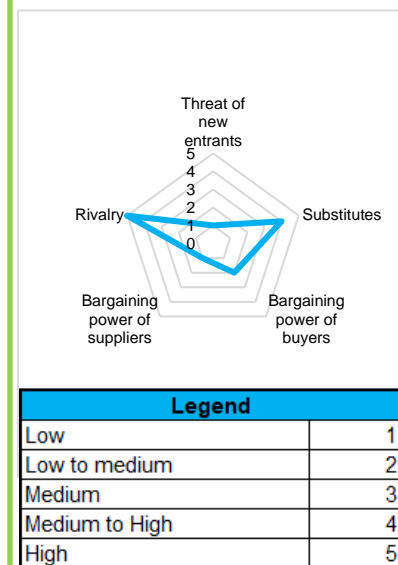 Threat of
new
entrants
5
4
3
2
1
0
Rivalry
Substitutes
Bargaining
power of
suppliers
Bargaining
power of
buyers
Legend
Low 1
Low to medium 2
Medium 3
Medium to High 4
High 5